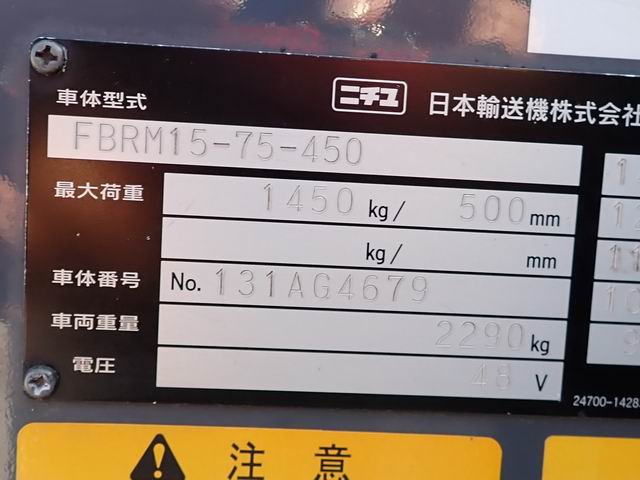 ニチユ 日本輸送機株式会社
車体型式
FBRM15-75-450
最大荷重 1450 kg/ 500 mm
kg/ mm
車体番号 No. 131AG4679
車両重量 2290 kg
電圧 48 V
24700-1428
注意